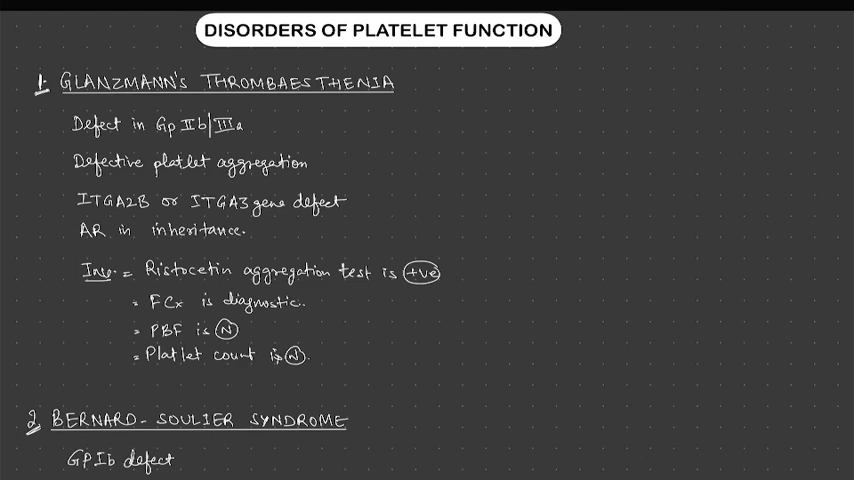 DISORDERS OF PLATELET FUNCTION
1. GLANZMANN'S THROMBAESTHENIA
Defect in Gp IIb/IIIa
Defective platlet aggregation
ITGA2B or ITGA3 gene defect
AR in inheritance.
Inv. = Ristocetin aggregation test is +ve
= FCx is diagnostic.
= PBF is N
= Platlet count is N.
2 BERNARD-SOULIER SYNDROME
GPIb defect